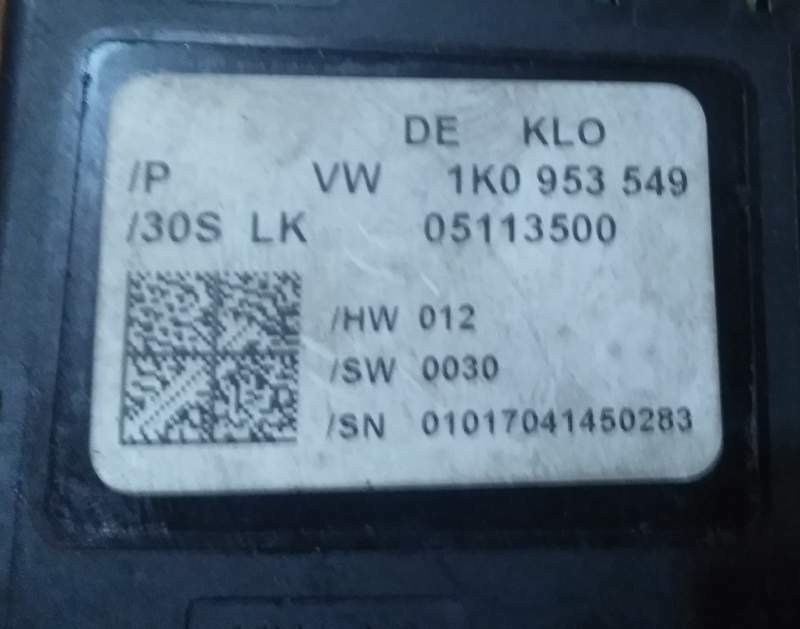 DE KLO
/P VW 1K0 953 549
/30S LK 05113500
/HW 012
/SW 0030
/SN 01017041450283